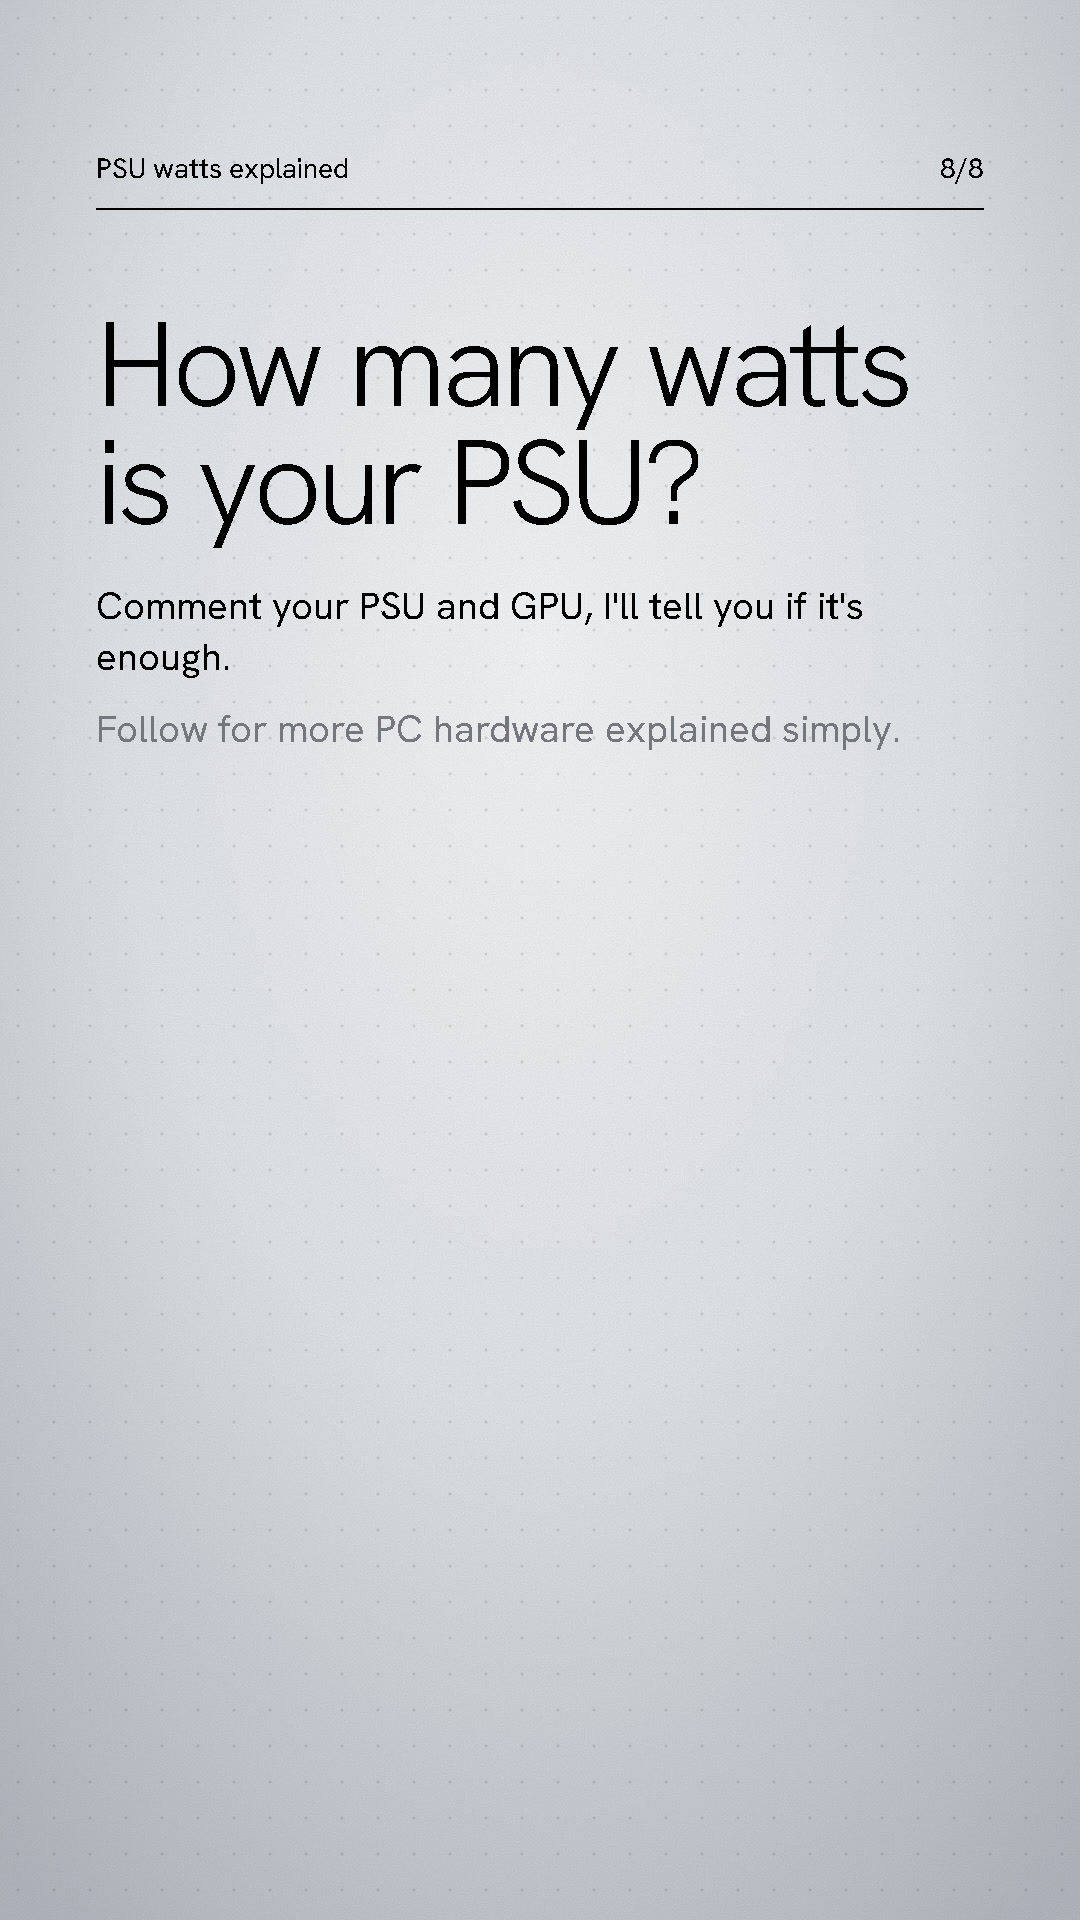 PSU watts explained
8/8
How many watts
is your PSU?
Comment your PSU and GPU, I'll tell you if it's
enough.
Follow for more PC hardware explained simply.